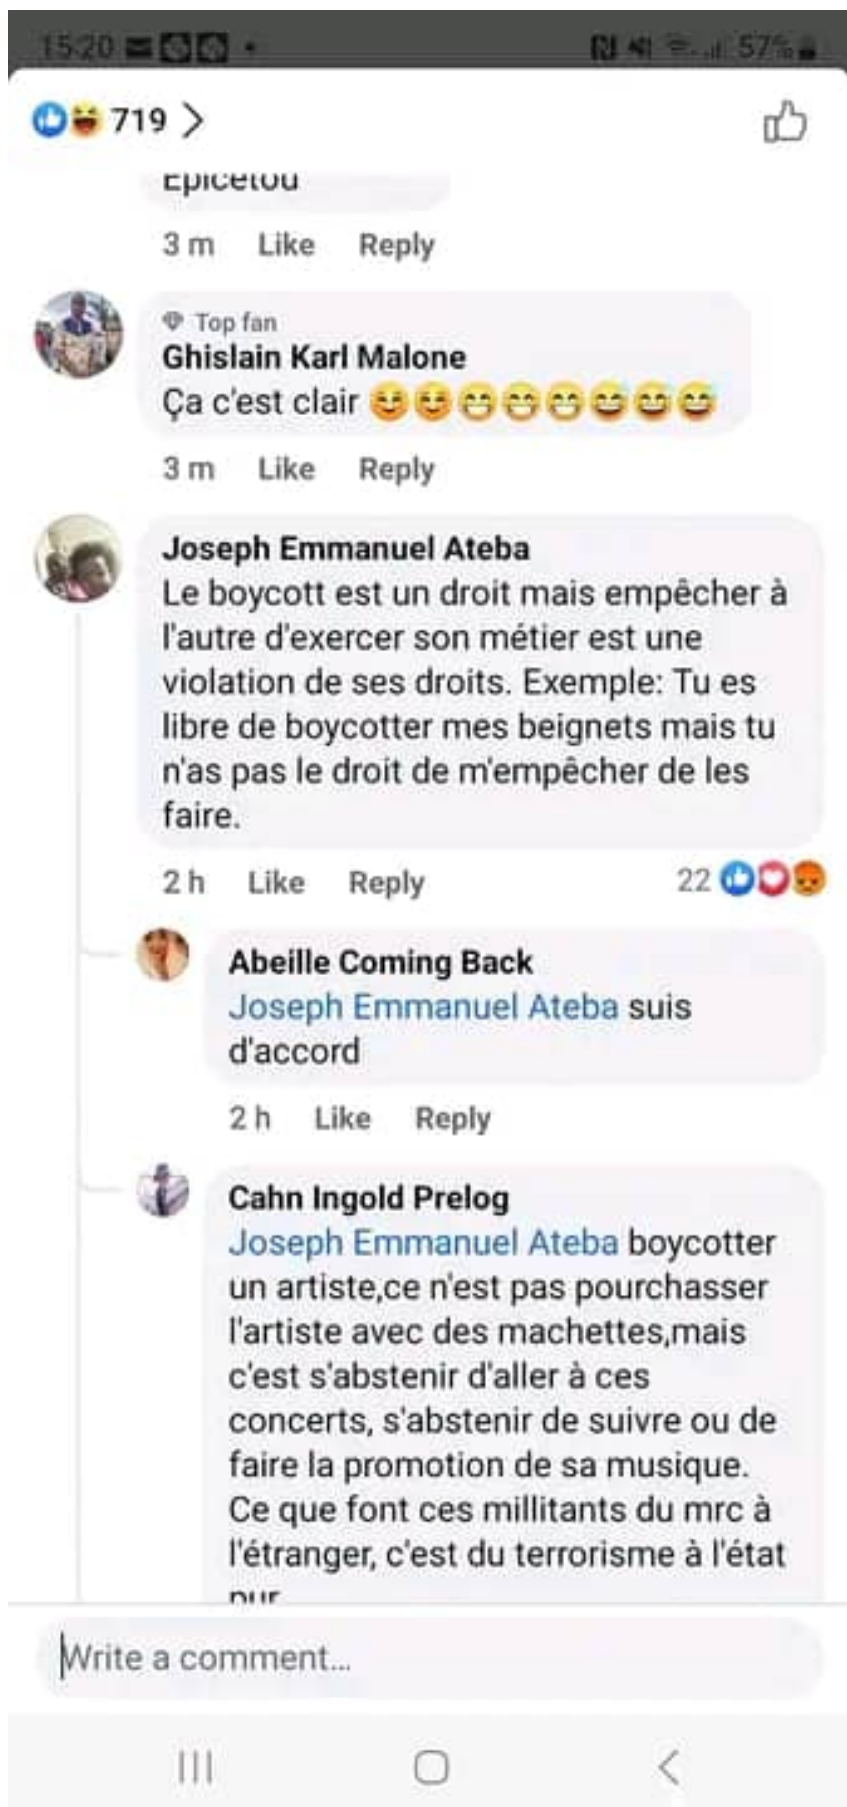 15:20
57%
719
Epicetou
3 m Like Reply
Top fan
Ghislain Karl Malone
Ça c'est clair
3 m Like Reply
Joseph Emmanuel Ateba
Le boycott est un droit mais empêcher à
l'autre d'exercer son métier est une
violation de ses droits. Exemple: Tu es
libre de boycotter mes beignets mais tu
n'as pas le droit de m'empêcher de les
faire.
2 h Like Reply 22
Abeille Coming Back
Joseph Emmanuel Ateba suis
d'accord
2 h Like Reply
Cahn Ingold Prelog
Joseph Emmanuel Ateba boycotter
un artiste,ce n'est pas pourchasser
l'artiste avec des machettes,mais
c'est s'abstenir d'aller à ces
concerts, s'abstenir de suivre ou de
faire la promotion de sa musique.
Ce que font ces millitants du mrc à
l'étranger, c'est du terrorisme à l'état
pur
Write a comment...